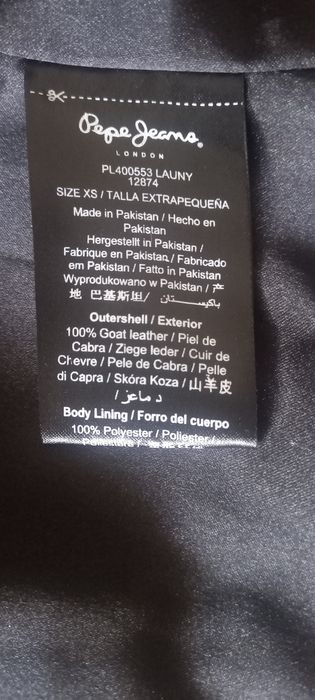 Pepe Jeans
LONDON
PL400553 LAUNY
12874
SIZE XS / TALLA EXTRAPEQUEÑA
Made in Pakistan / Hecho en
Pakistan
Hergestellt in Pakistan /
Fabrique en Pakistan / Fabricado
em Pakistan / Fatto in Pakistan
Wyprodukowano w Pakistan / 产
地 巴基斯坦/ باكيستان /
Outershell / Exterior
100% Goat leather / Piel de
Cabra / Ziege leder / Cuir de
Chevre / Pele de Cabra / Pelle
di Capra / Skóra Koza / 山羊皮
/ د ماعز /
Body Lining / Forro del cuerpo
100% Polyester / Poliester /